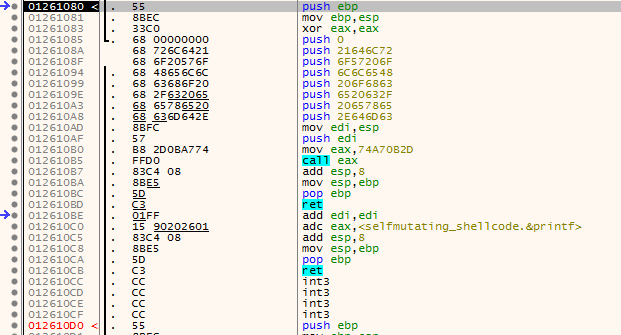 01261080 < . 55 push ebp
01261081 . 8BEC mov ebp,esp
01261083 . 33C0 xor eax,eax
01261085 . 68 00000000 push 0
0126108A . 68 726C6421 push 21646C72
0126108F . 68 6F20576F push 6F57206F
01261094 . 68 48656C6C push 6C6C6548
01261099 . 68 63686F20 push 206F6863
0126109E . 68 2F632065 push 6520632F
012610A3 . 68 65786520 push 20657865
012610A8 . 68 636D642E push 2E646D63
012610AD . 8BFC mov edi,esp
012610AF . 57 push edi
012610B0 . B8 2D0BA774 mov eax,74A70B2D
012610B5 . FFD0 call eax
012610B7 . 83C4 08 add esp,8
012610BA . 8BE5 mov esp,ebp
012610BC . 5D pop ebp
012610BD . C3 ret
012610BE . 01FF add edi,edi
012610C0 . 15 90202601 adc eax,<selfmutating_shellcode.&printf>
012610C5 . 83C4 08 add esp,8
012610C8 . 8BE5 mov esp,ebp
012610CA . 5D pop ebp
012610CB . C3 ret
012610CC . CC int3
012610CD . CC int3
012610CE . CC int3
012610CF . CC int3
012610D0 < . 55 push ebp